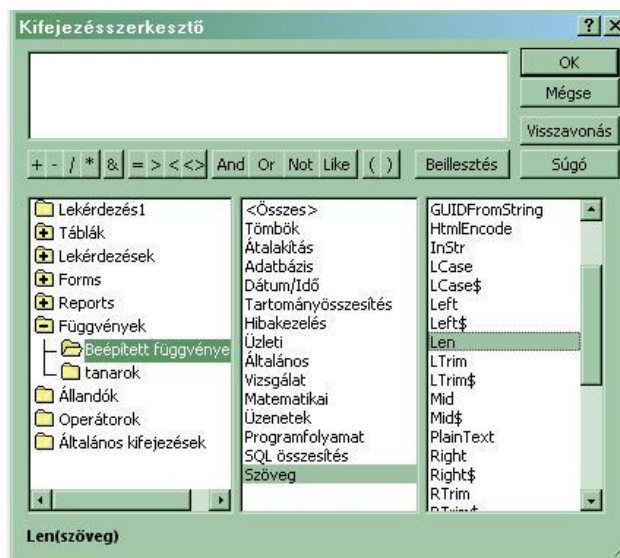 Kifejezésszerkesztő
OK
Mégse
Visszavonás
Súgó
+ - / * & = > < <> And Or Not Like ( ) Beillesztés
Lekérdezés1
Táblák
Lekérdezések
Forms
Reports
Függvények
Beépített függvénye
tanarok
Állandók
Operátorok
Általános kifejezések
<Összes>
Tömbök
Átalakítás
Adatbázis
Dátum/Idő
Tartományösszesítés
Hibakezelés
Üzleti
Általános
Vizsgálat
Matematikai
Üzenetek
Programfolyamat
SQL összesítés
Szöveg
GUIDFromString
HtmlEncode
InStr
LCase
LCase$
Left
Left$
Len
LTrim
LTrim$
Mid
Mid$
PlainText
Right
Right$
RTrim
Len(szöveg)